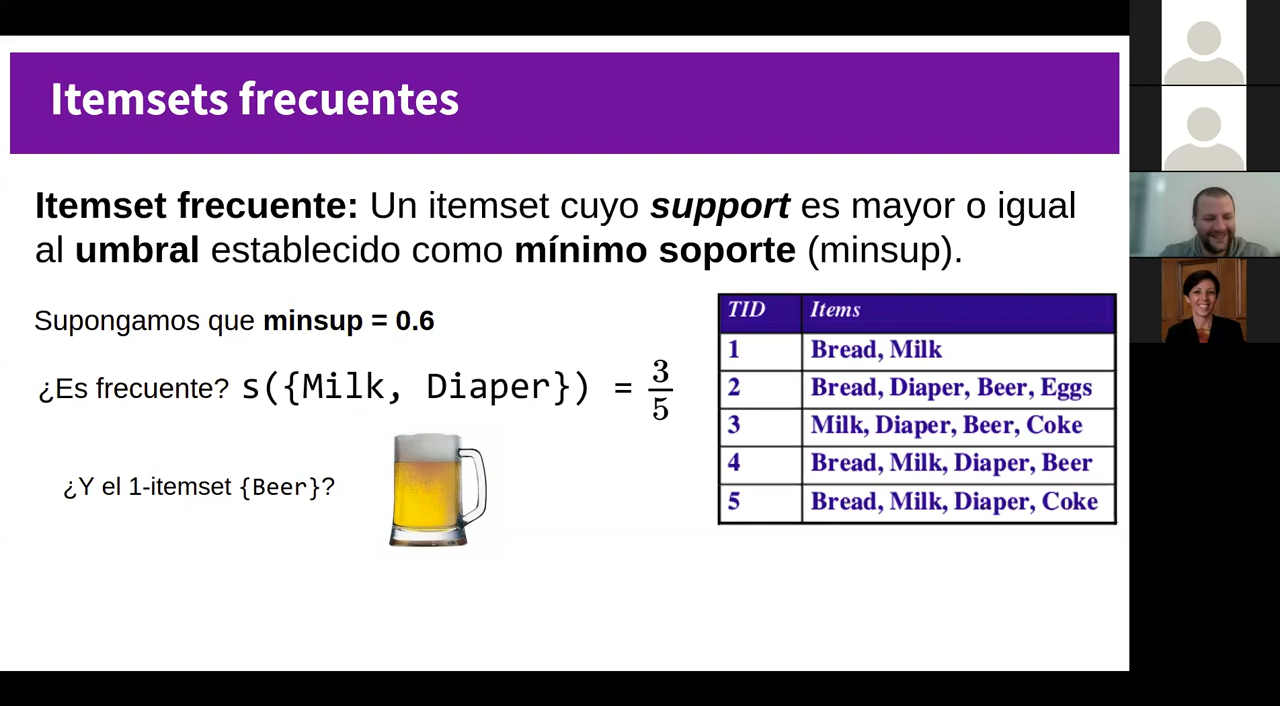 Itemsets frecuentes
Itemset frecuente: Un itemset cuyo support es mayor o igual
al umbral establecido como mínimo soporte (minsup).
Supongamos que minsup = 0.6
¿Es frecuente? s({Milk, Diaper}) = 3/5
¿Y el 1-itemset {Beer}?
TID Items
1 Bread, Milk
2 Bread, Diaper, Beer, Eggs
3 Milk, Diaper, Beer, Coke
4 Bread, Milk, Diaper, Beer
5 Bread, Milk, Diaper, Coke